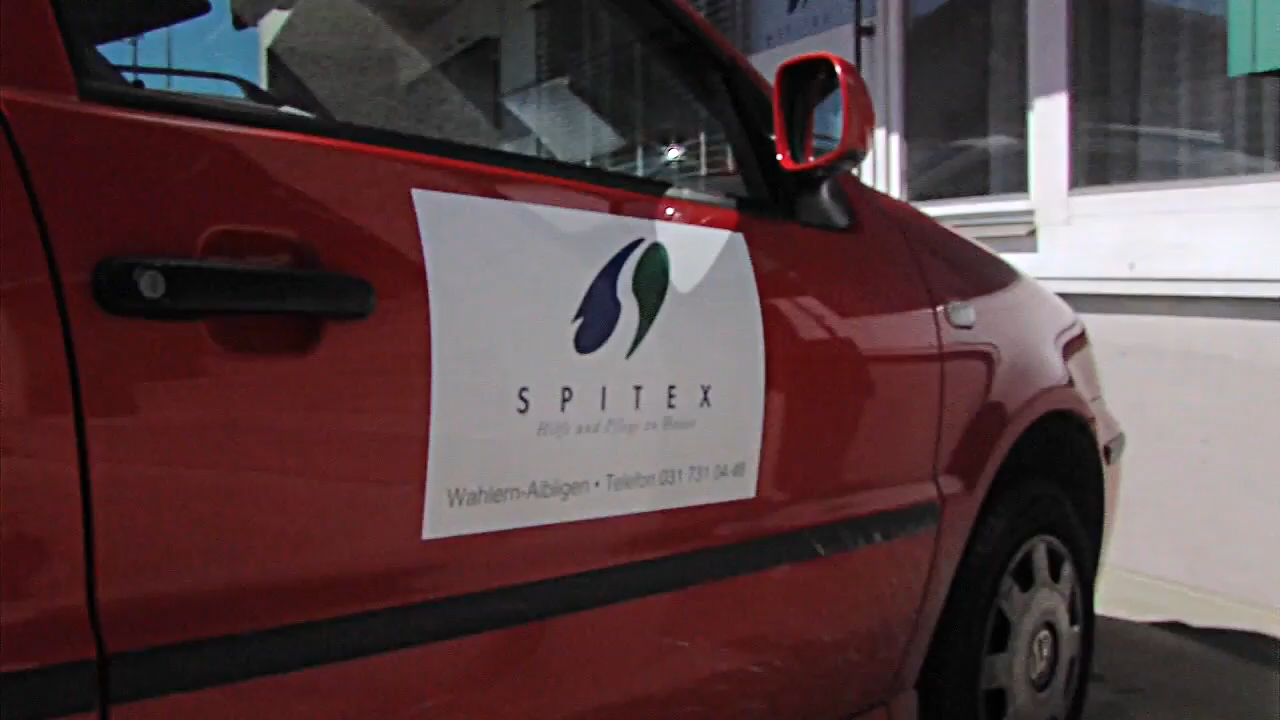 SPITEX
Hilfe und Pflege zu Hause
Wahlern-Albligen • Telefon 031 731 04 48